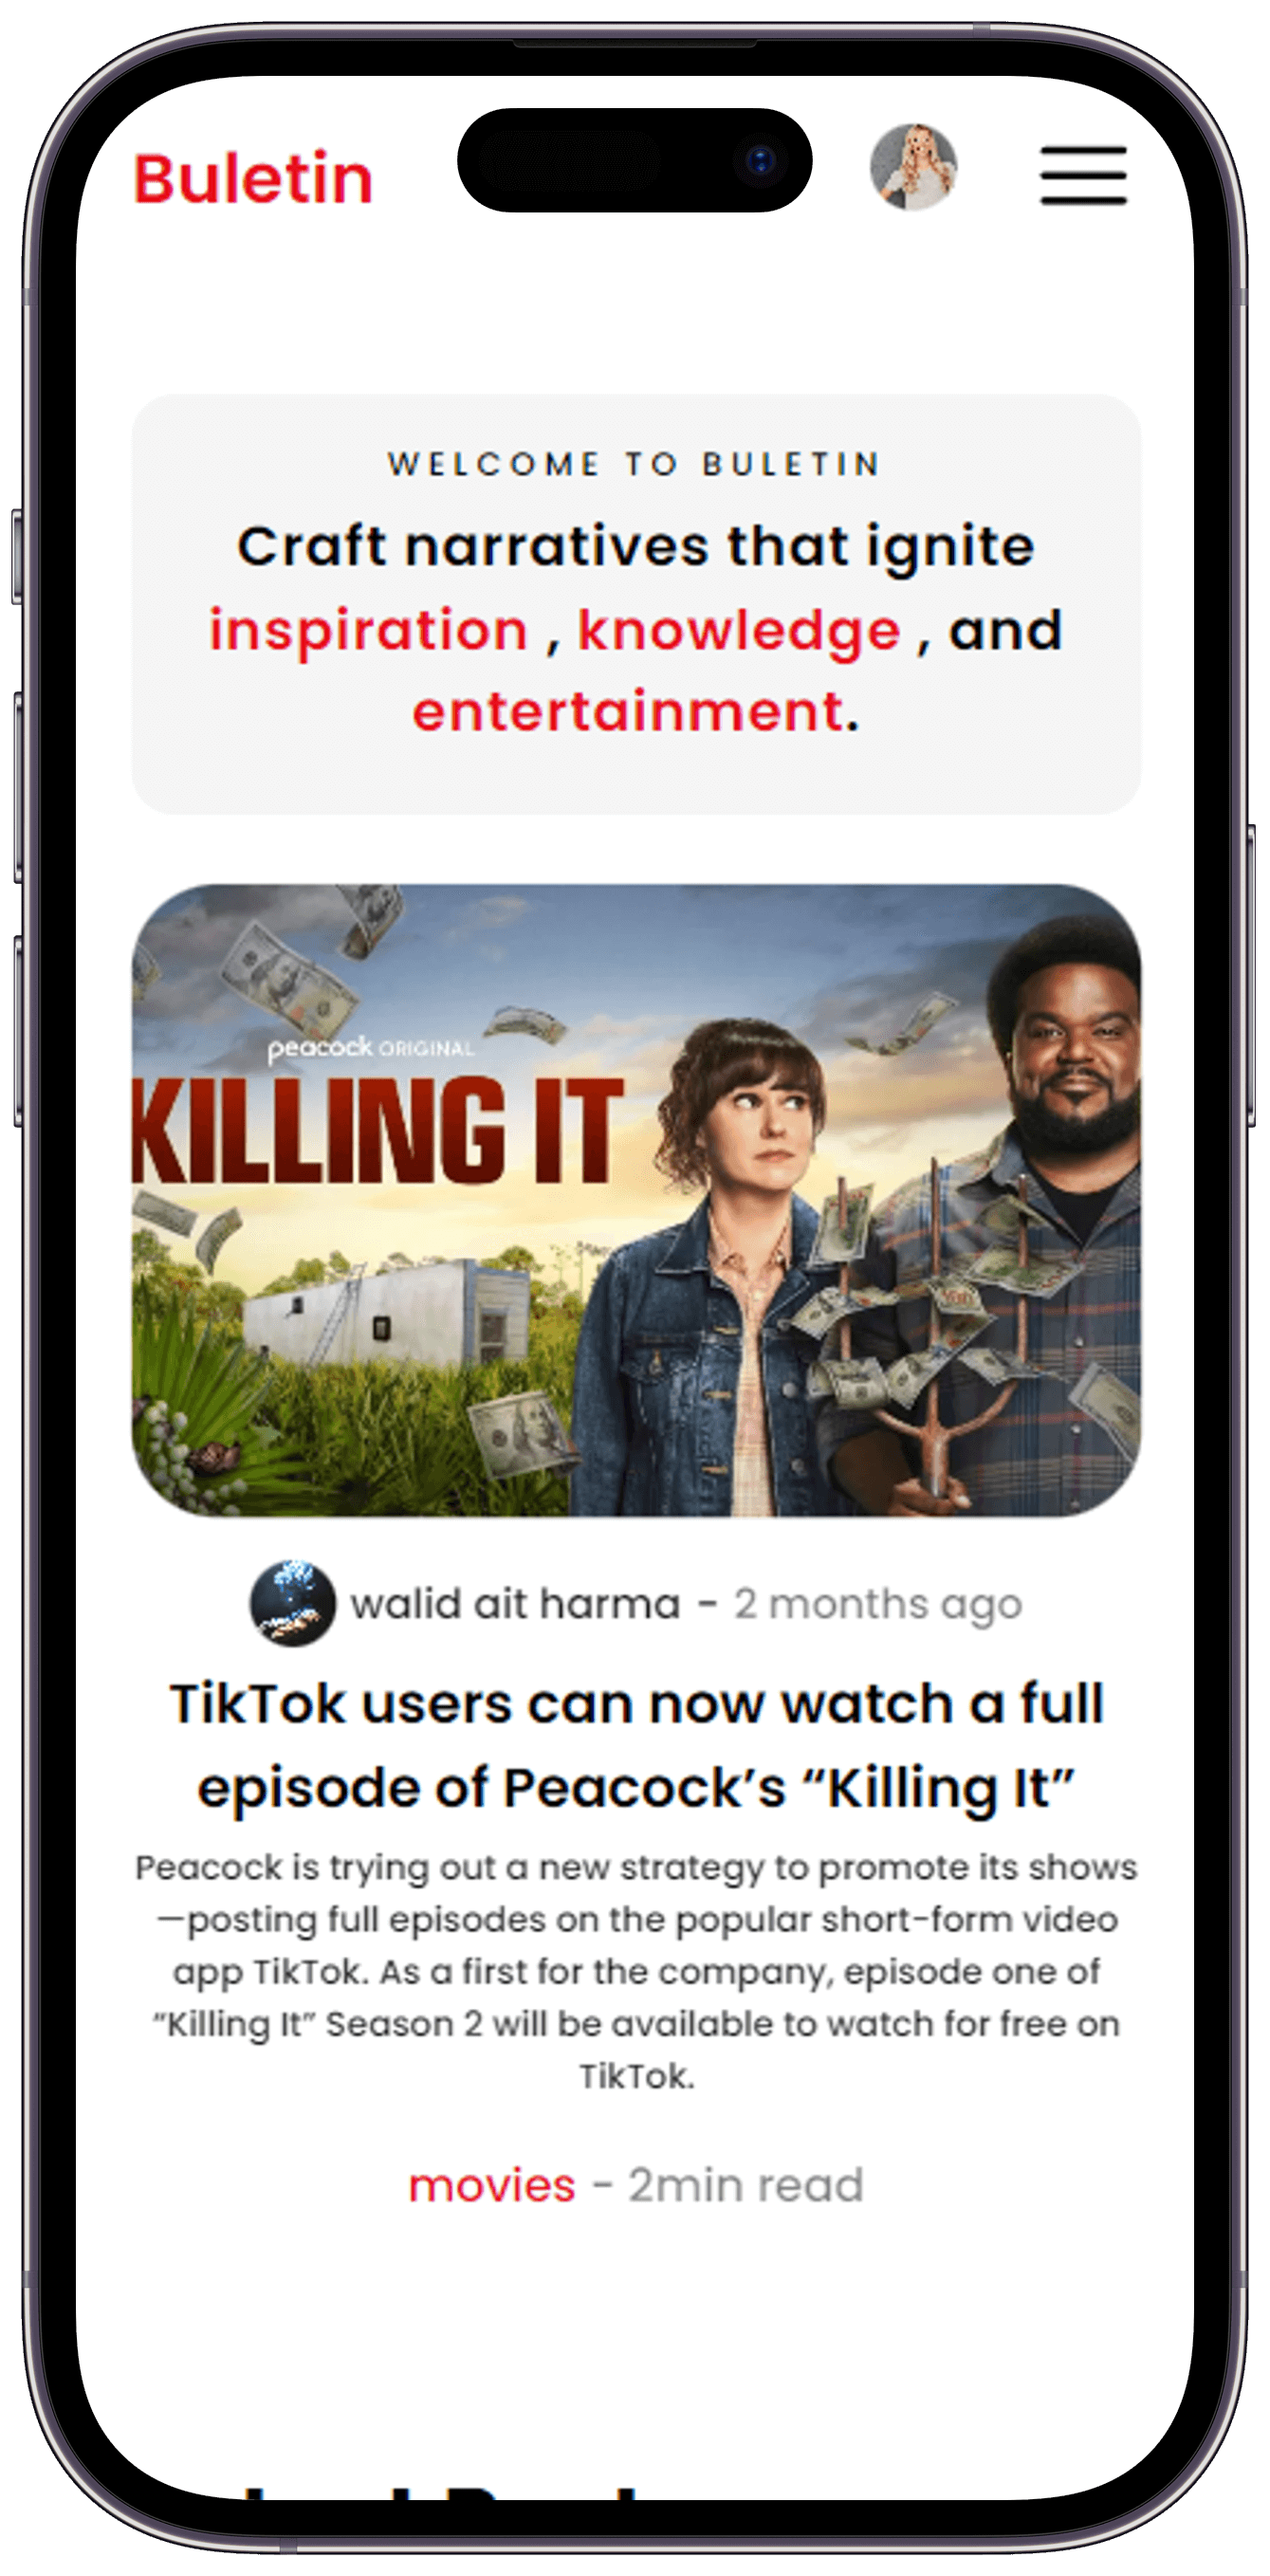 Buletin
WELCOME TO BULETIN
Craft narratives that ignite
inspiration , knowledge , and
entertainment.
peacock ORIGINAL
KILLING IT
walid ait harma - 2 months ago
TikTok users can now watch a full
episode of Peacock’s “Killing It”
Peacock is trying out a new strategy to promote its shows
—posting full episodes on the popular short-form video
app TikTok. As a first for the company, episode one of
“Killing It” Season 2 will be available to watch for free on
TikTok.
movies - 2min read